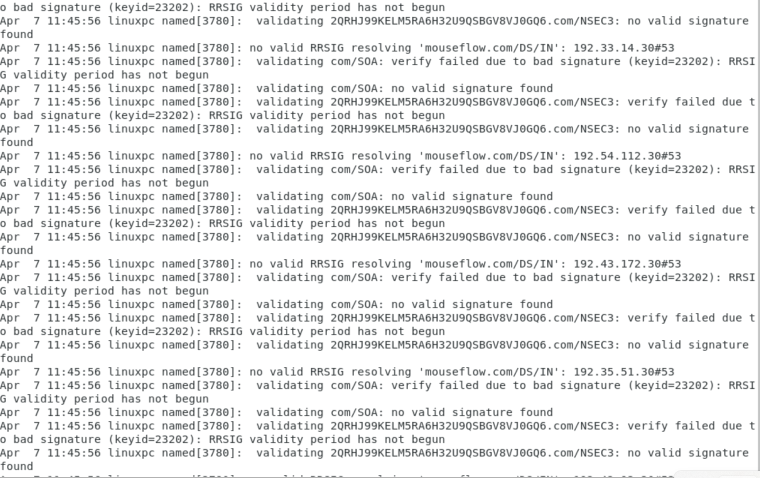 o bad signature (keyid=23202): RRSIG validity period has not begun
Apr  7 11:45:56 linuxpc named[3780]:  validating 2QRHJ99KELM5RA6H32U9QSBGV8VJ0GQ6.com/NSEC3: no valid signature
found
Apr  7 11:45:56 linuxpc named[3780]: no valid RRSIG resolving 'mouseflow.com/DS/IN': 192.33.14.30#53
Apr  7 11:45:56 linuxpc named[3780]:  validating com/SOA: verify failed due to bad signature (keyid=23202): RRSI
G validity period has not begun
Apr  7 11:45:56 linuxpc named[3780]:  validating com/SOA: no valid signature found
Apr  7 11:45:56 linuxpc named[3780]:  validating 2QRHJ99KELM5RA6H32U9QSBGV8VJ0GQ6.com/NSEC3: verify failed due t
o bad signature (keyid=23202): RRSIG validity period has not begun
Apr  7 11:45:56 linuxpc named[3780]:  validating 2QRHJ99KELM5RA6H32U9QSBGV8VJ0GQ6.com/NSEC3: no valid signature
found
Apr  7 11:45:56 linuxpc named[3780]: no valid RRSIG resolving 'mouseflow.com/DS/IN': 192.54.112.30#53
Apr  7 11:45:56 linuxpc named[3780]:  validating com/SOA: verify failed due to bad signature (keyid=23202): RRSI
G validity period has not begun
Apr  7 11:45:56 linuxpc named[3780]:  validating com/SOA: no valid signature found
Apr  7 11:45:56 linuxpc named[3780]:  validating 2QRHJ99KELM5RA6H32U9QSBGV8VJ0GQ6.com/NSEC3: verify failed due t
o bad signature (keyid=23202): RRSIG validity period has not begun
Apr  7 11:45:56 linuxpc named[3780]:  validating 2QRHJ99KELM5RA6H32U9QSBGV8VJ0GQ6.com/NSEC3: no valid signature
found
Apr  7 11:45:56 linuxpc named[3780]: no valid RRSIG resolving 'mouseflow.com/DS/IN': 192.43.172.30#53
Apr  7 11:45:56 linuxpc named[3780]:  validating com/SOA: verify failed due to bad signature (keyid=23202): RRSI
G validity period has not begun
Apr  7 11:45:56 linuxpc named[3780]:  validating com/SOA: no valid signature found
Apr  7 11:45:56 linuxpc named[3780]:  validating 2QRHJ99KELM5RA6H32U9QSBGV8VJ0GQ6.com/NSEC3: verify failed due t
o bad signature (keyid=23202): RRSIG validity period has not begun
Apr  7 11:45:56 linuxpc named[3780]:  validating 2QRHJ99KELM5RA6H32U9QSBGV8VJ0GQ6.com/NSEC3: no valid signature
found
Apr  7 11:45:56 linuxpc named[3780]: no valid RRSIG resolving 'mouseflow.com/DS/IN': 192.35.51.30#53
Apr  7 11:45:56 linuxpc named[3780]:  validating com/SOA: verify failed due to bad signature (keyid=23202): RRSI
G validity period has not begun
Apr  7 11:45:56 linuxpc named[3780]:  validating com/SOA: no valid signature found
Apr  7 11:45:56 linuxpc named[3780]:  validating 2QRHJ99KELM5RA6H32U9QSBGV8VJ0GQ6.com/NSEC3: verify failed due t
o bad signature (keyid=23202): RRSIG validity period has not begun
Apr  7 11:45:56 linuxpc named[3780]:  validating 2QRHJ99KELM5RA6H32U9QSBGV8VJ0GQ6.com/NSEC3: no valid signature
found